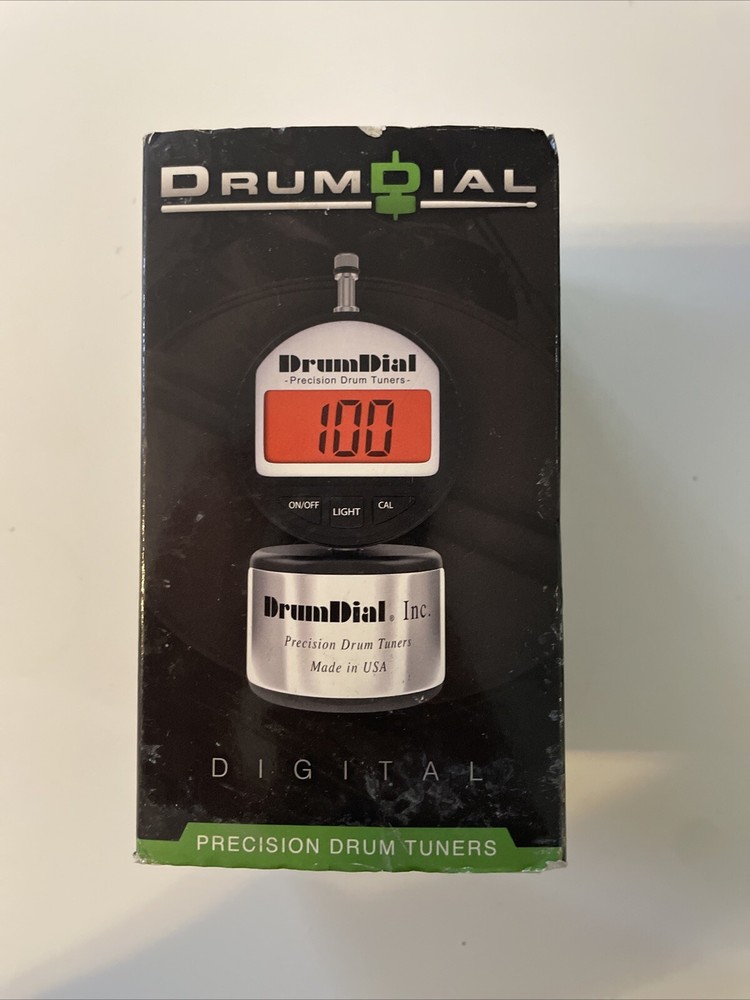 DRUMDIAL
DrumDial
-Precision Drum Tuners-
100
ON/OFF LIGHT CAL
DrumDial® Inc.
Precision Drum Tuners
Made in USA
DIGITAL
PRECISION DRUM TUNERS